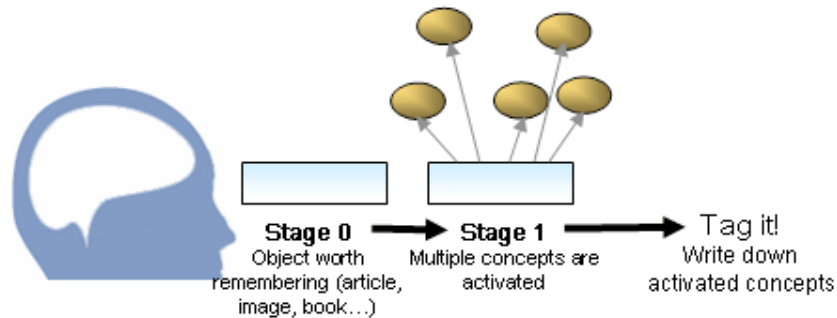 Stage 0
Object worth
remembering (article,
image, book...)
Stage 1
Multiple concepts are
activated
Tag it!
Write down
activated concepts